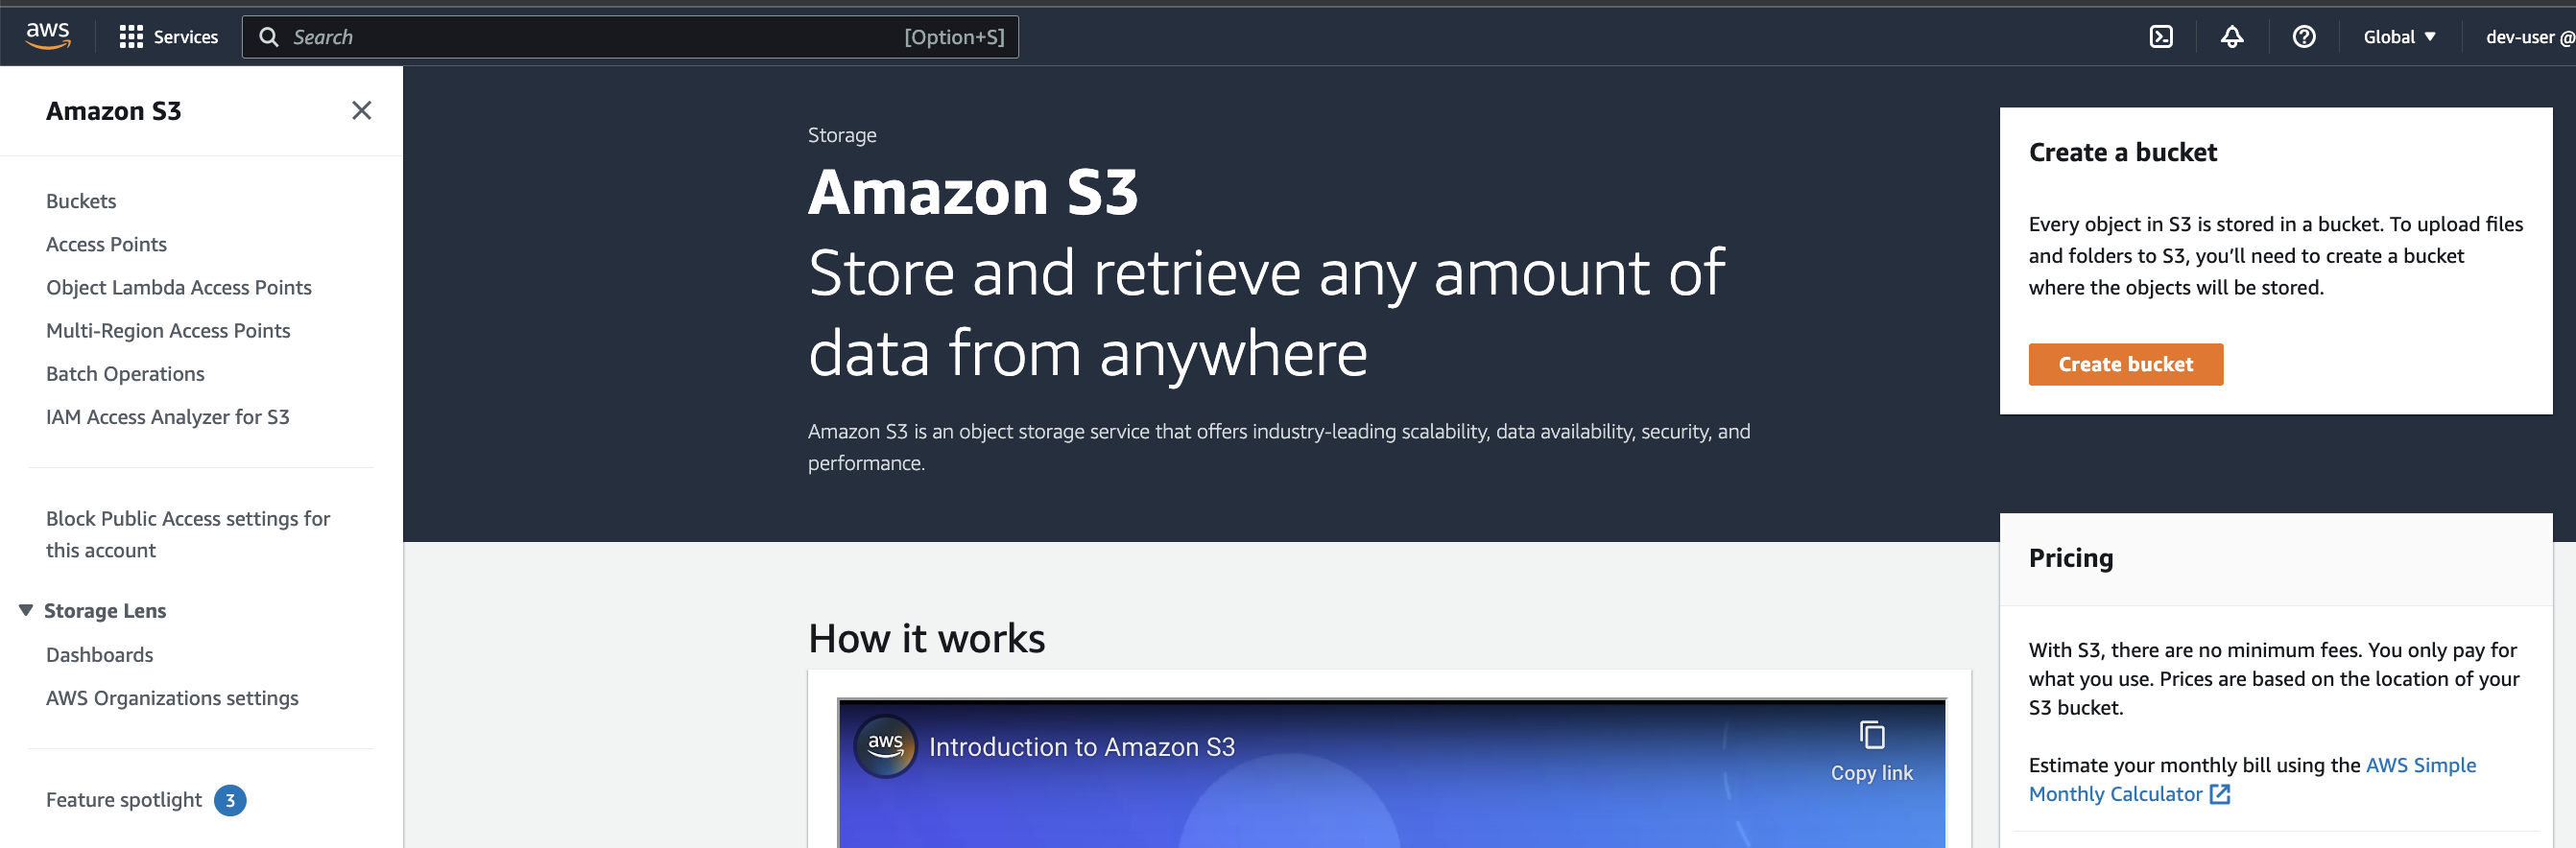 aws
Services
Search
[Option+S]
Global
dev-user @
Amazon S3
Buckets
Access Points
Object Lambda Access Points
Multi-Region Access Points
Batch Operations
IAM Access Analyzer for S3
Block Public Access settings for
this account
Storage Lens
Dashboards
AWS Organizations settings
Feature spotlight 3
Storage
Amazon S3
Store and retrieve any amount of
data from anywhere
Amazon S3 is an object storage service that offers industry-leading scalability, data availability, security, and
performance.
How it works
aws
Introduction to Amazon S3
Copy link
Create a bucket
Every object in S3 is stored in a bucket. To upload files
and folders to S3, you’ll need to create a bucket
where the objects will be stored.
Create bucket
Pricing
With S3, there are no minimum fees. You only pay for
what you use. Prices are based on the location of your
S3 bucket.
Estimate your monthly bill using the AWS Simple
Monthly Calculator